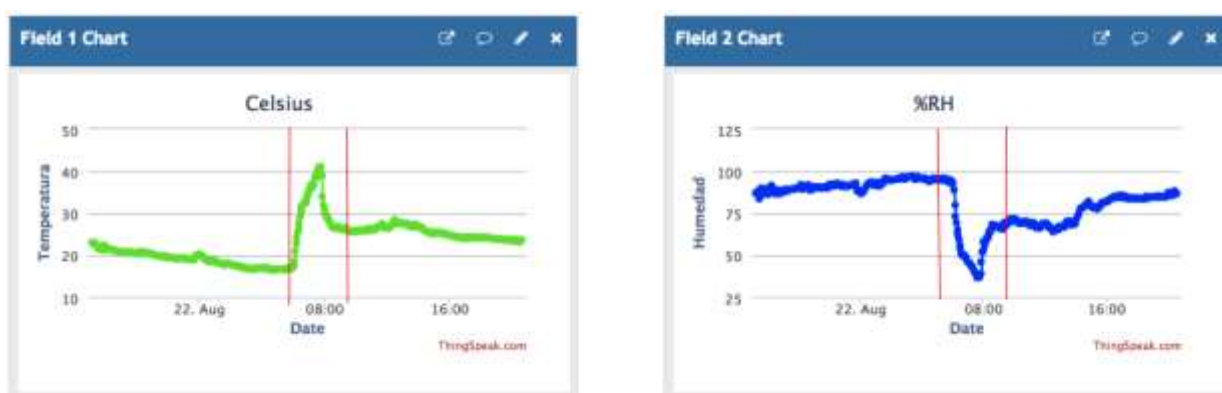 Field 1 Chart
Celsius
Temperatura
50
40
30
20
10
22. Aug
08:00
16:00
Date
ThingSpeak.com
Field 2 Chart
%RH
Humedad
125
100
75
50
25
22. Aug
08:00
16:00
Date
ThingSpeak.com